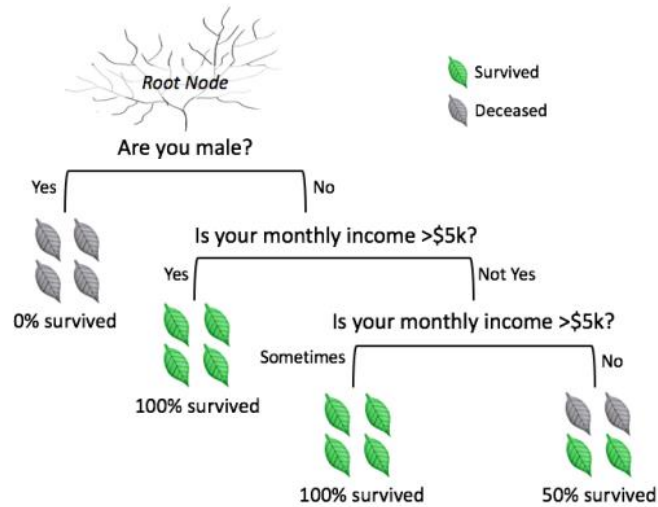 Root Node
Survived
Deceased
Are you male?
Yes
No
Is your monthly income >$5k?
Yes
Not Yes
0% survived
Is your monthly income >$5k?
Sometimes
No
100% survived
100% survived
50% survived